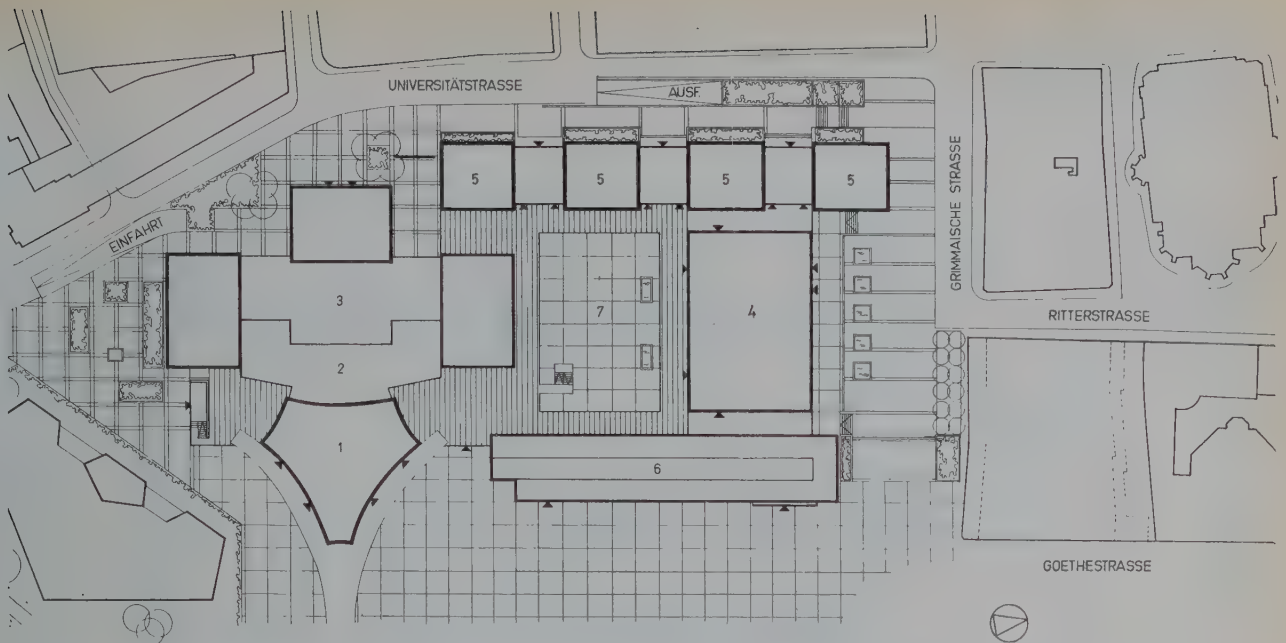 UNIVERSITÄTSTRASSE
AUSF.
EINFAHRT
GRIMMAISCHE STRASSE
5
5
5
5
3
7
4
RITTERSTRASSE
2
1
6
GOETHESTRASSE